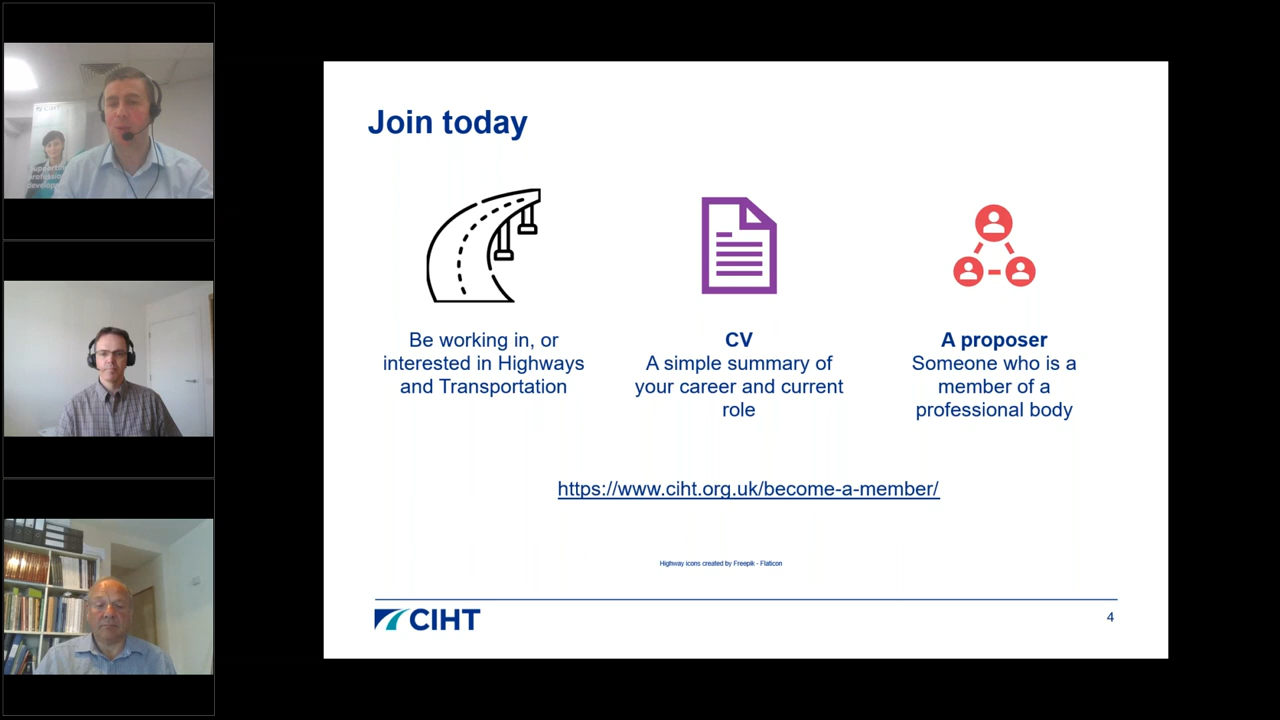 CIHT
Join today
Be working in, or
interested in Highways
and Transportation
CV
A simple summary of
your career and current
role
A proposer
Someone who is a
member of a
professional body
https://www.ciht.org.uk/become-a-member/
Highway icons created by Freepik - Flaticon
CIHT
4